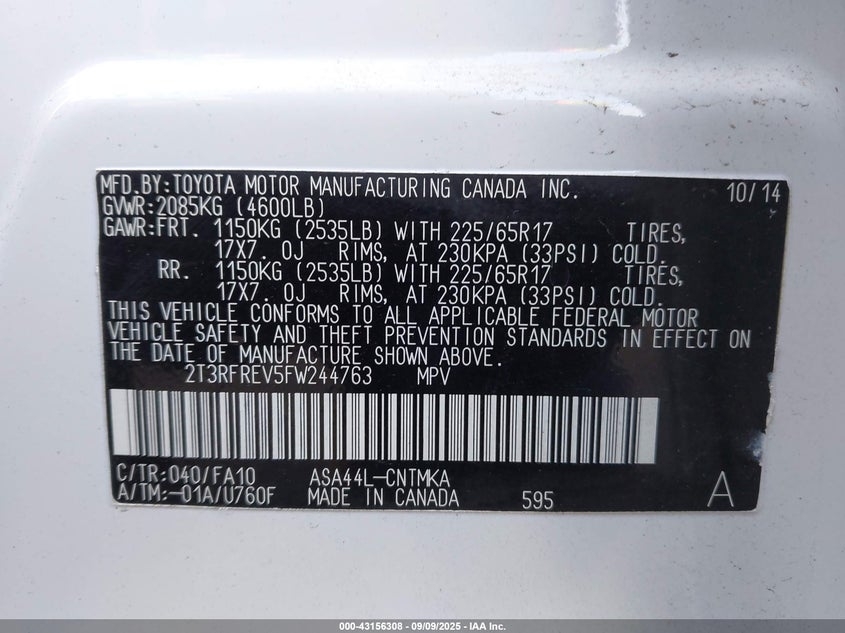 MFD.BY:TOYOTA MOTOR MANUFACTURING CANADA INC. 10/14
GVWR:2085KG (4600LB)
GAWR:FRT. 1150KG (2535LB) WITH 225/65R17 TIRES,
17X7.0J RIMS, AT 230KPA (33PSI) COLD.
RR. 1150KG (2535LB) WITH 225/65R17 TIRES,
17X7.0J RIMS, AT 230KPA (33PSI) COLD.
THIS VEHICLE CONFORMS TO ALL APPLICABLE FEDERAL MOTOR
VEHICLE SAFETY AND THEFT PREVENTION STANDARDS IN EFFECT ON
THE DATE OF MANUFACTURE SHOWN ABOVE.
2T3RFREV5FW244763 MPV
C/TR:040/FA10 ASA44L-CNTMKA
A/TM:-01A/U760F MADE IN CANADA 595 A
000-43156308 - 09/09/2025 - IAA Inc.